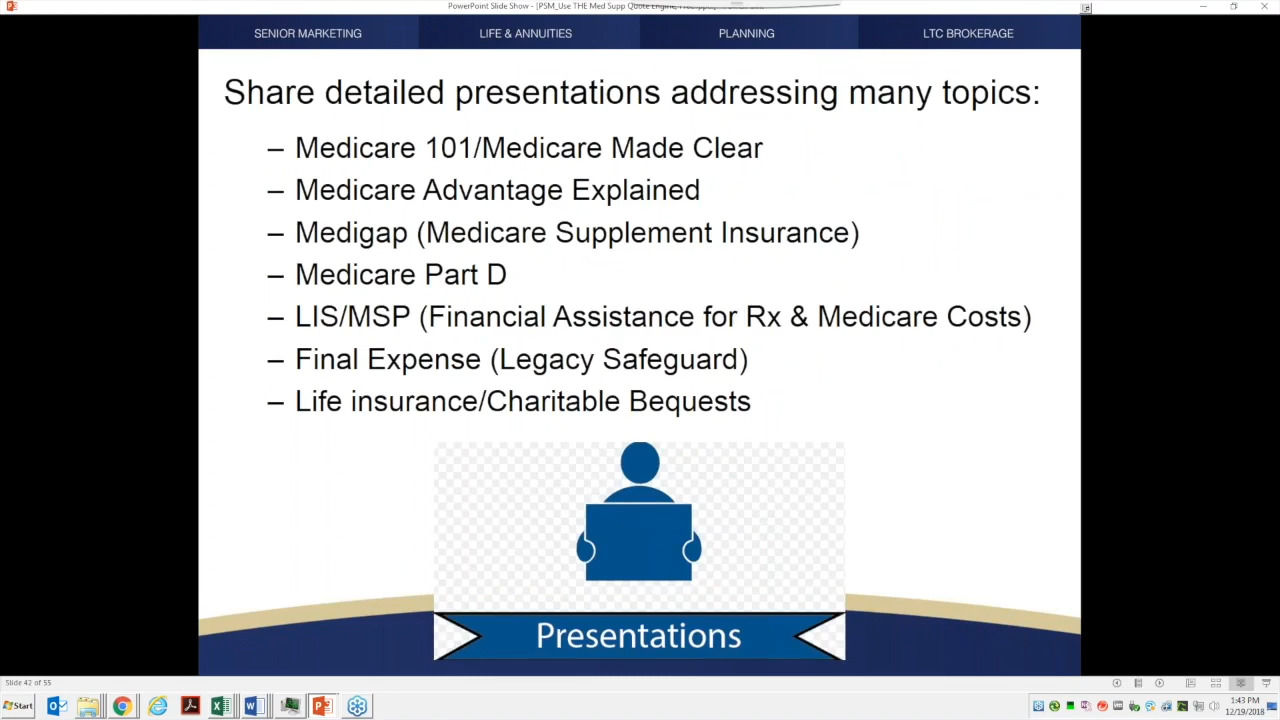 PowerPoint Slide Show - [PSM_Use THE Med Supp Quote Engine,
SENIOR MARKETING
LIFE & ANNUITIES
PLANNING
LTC BROKERAGE
Share detailed presentations addressing many topics:
– Medicare 101/Medicare Made Clear
– Medicare Advantage Explained
– Medigap (Medicare Supplement Insurance)
– Medicare Part D
– LIS/MSP (Financial Assistance for Rx & Medicare Costs)
– Final Expense (Legacy Safeguard)
– Life insurance/Charitable Bequests
Presentations
Slide 42 of 55
Start
1:43 PM
12/19/2018